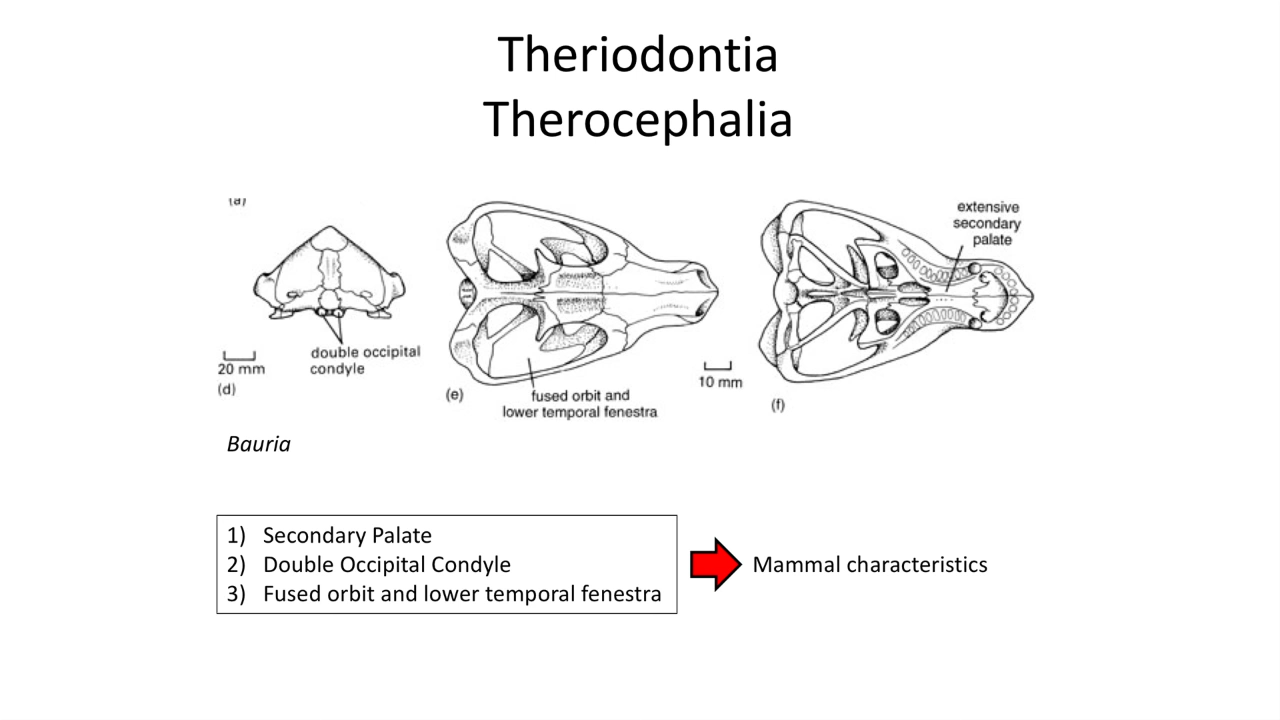 Theriodontia
Therocephalia
(a)
extensive
secondary
palate
double occipital
condyle
20 mm
(d)
(e)
fused orbit and
lower temporal fenestra
10 mm
(f)
Bauria
1) Secondary Palate
2) Double Occipital Condyle
3) Fused orbit and lower temporal fenestra
Mammal characteristics